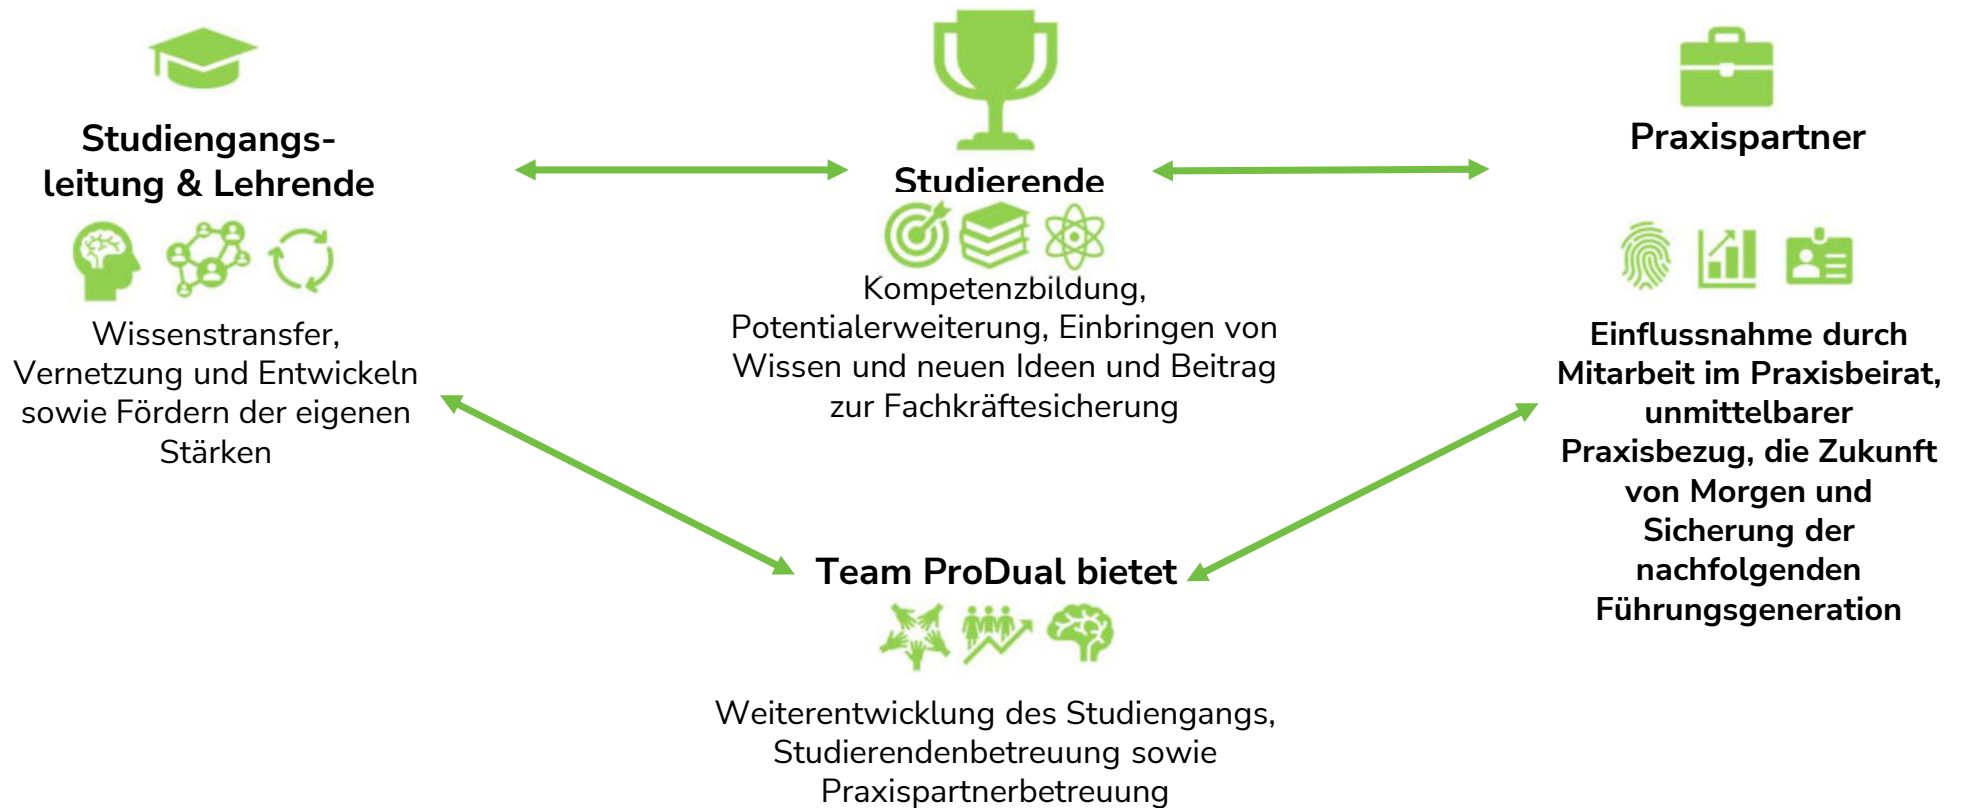 Studiengangs-
leitung & Lehrende
Wissenstransfer,
Vernetzung und Entwickeln
sowie Fördern der eigenen
Stärken
Studierende
Kompetenzbildung,
Potentialerweiterung, Einbringen von
Wissen und neuen Ideen und Beitrag
zur Fachkräftesicherung
Praxispartner
Einflussnahme durch
Mitarbeit im Praxisbeirat,
unmittelbarer
Praxisbezug, die Zukunft
von Morgen und
Sicherung der
nachfolgenden
Führungsgeneration
Team ProDual bietet
Weiterentwicklung des Studiengangs,
Studierendenbetreuung sowie
Praxispartnerbetreuung